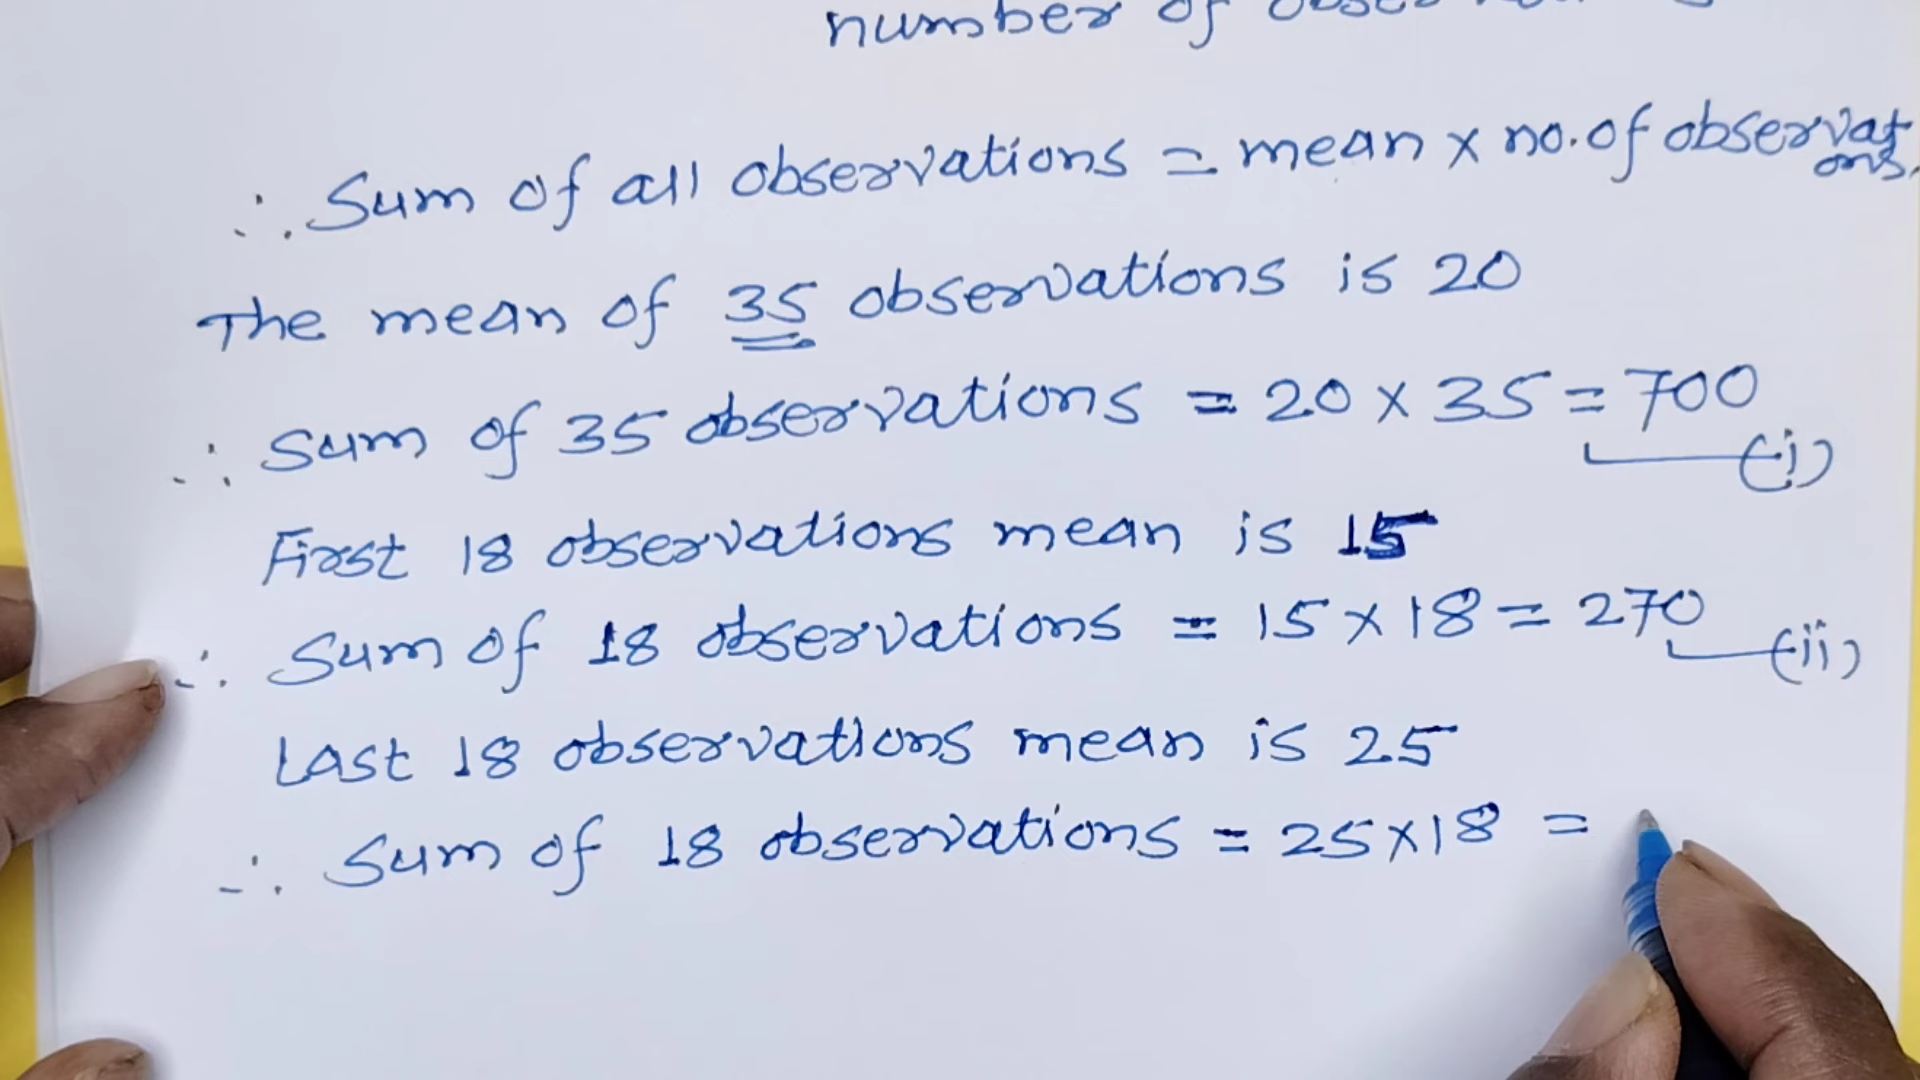 number of
∴ Sum of all observations = mean x no. of observations.
The mean of 35 observations is 20
∴ Sum of 35 observations = 20 x 35 = 700
(i)
First 18 observations mean is 15
∴ Sum of 18 observations = 15 x 18 = 270
(ii)
Last 18 observations mean is 25
∴ Sum of 18 observations = 25 x 18 =